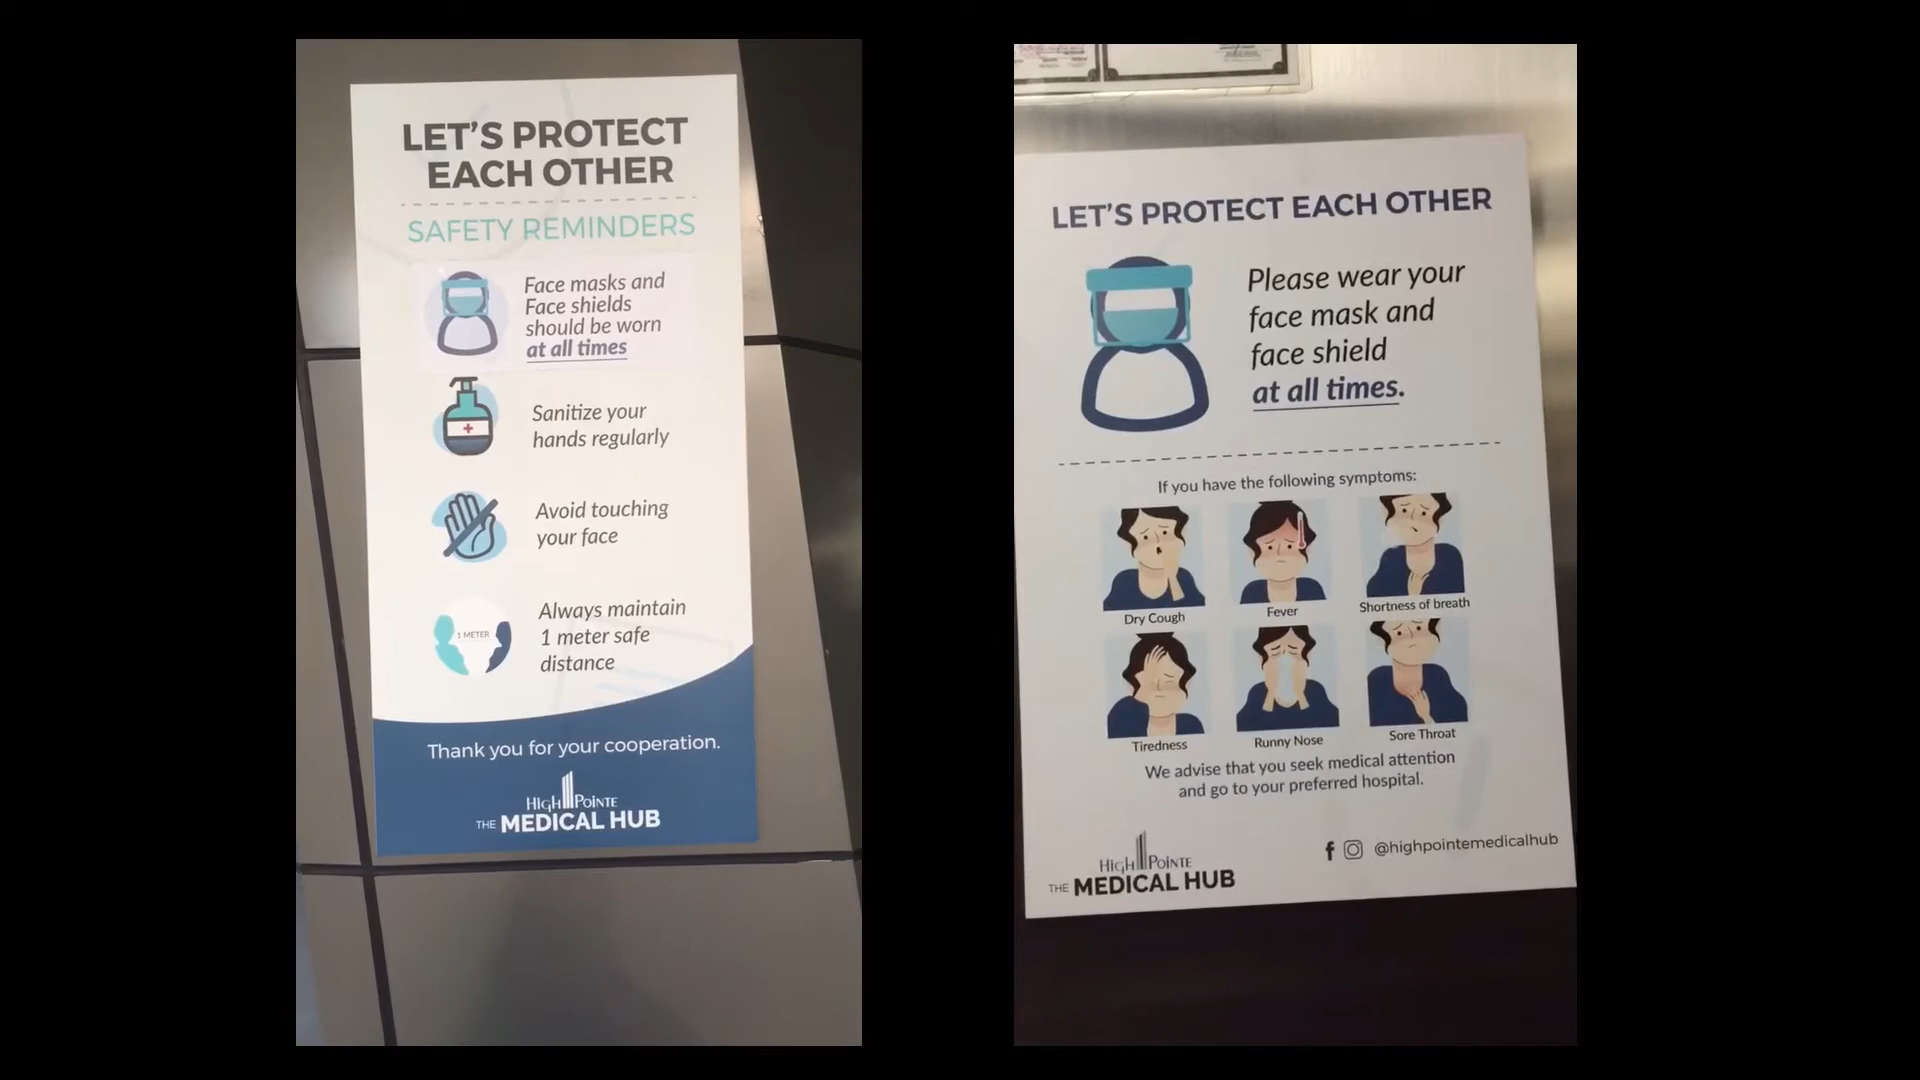 LET'S PROTECT
EACH OTHER
SAFETY REMINDERS
Face masks and
Face shields
should be worn
at all times
Sanitize your
hands regularly
Avoid touching
your face
1 METER
Always maintain
1 meter safe
distance
Thank you for your cooperation.
HIGH POINTE
THE MEDICAL HUB
LET'S PROTECT EACH OTHER
Please wear your
face mask and
face shield
at all times.
If you have the following symptoms:
Dry Cough
Fever
Shortness of breath
Tiredness
Runny Nose
Sore Throat
We advise that you seek medical attention
and go to your preferred hospital.
HIGH POINTE
THE MEDICAL HUB
@highpointemedicalhub